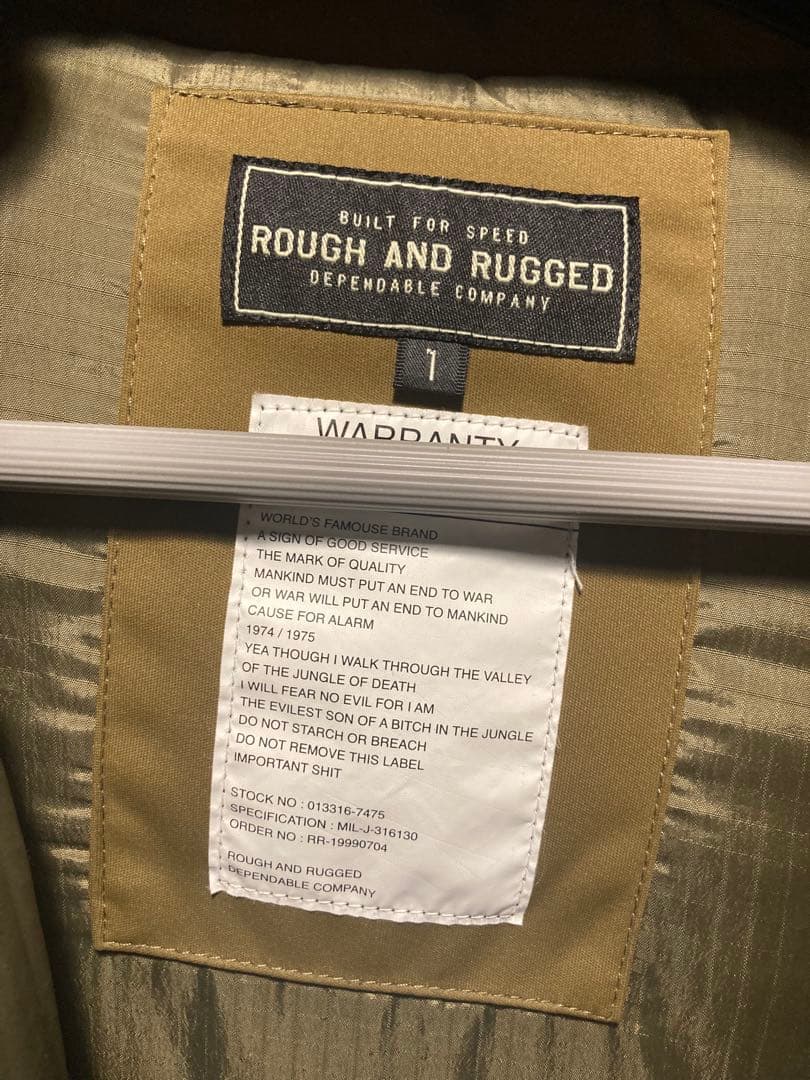 BUILT FOR SPEED
ROUGH AND RUGGED
DEPENDABLE COMPANY
1
WARRANTY
WORLD'S FAMOUSE BRAND
A SIGN OF GOOD SERVICE
THE MARK OF QUALITY
MANKIND MUST PUT AN END TO WAR
OR WAR WILL PUT AN END TO MANKIND
CAUSE FOR ALARM
1974 / 1975
YEA THOUGH I WALK THROUGH THE VALLEY
OF THE JUNGLE OF DEATH
I WILL FEAR NO EVIL FOR I AM
THE EVILEST SON OF A BITCH IN THE JUNGLE
DO NOT STARCH OR BREACH
DO NOT REMOVE THIS LABEL
IMPORTANT SHIT
STOCK NO : 013316-7475
SPECIFICATION : MIL-J-316130
ORDER NO : RR-19990704
ROUGH AND RUGGED
DEPENDABLE COMPANY